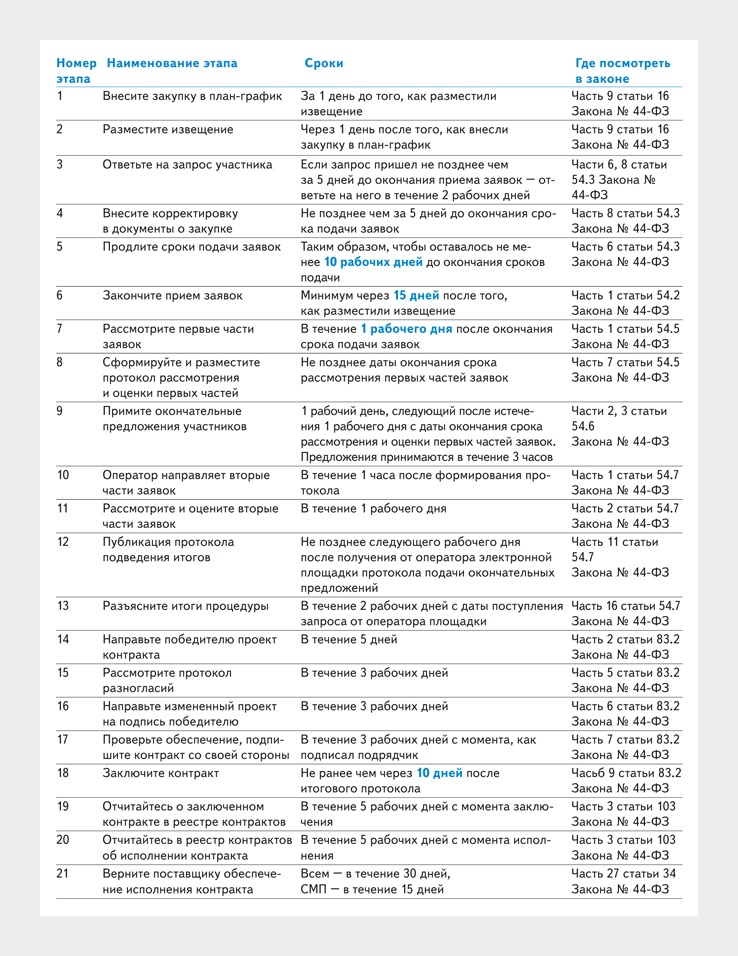 Номер Наименование этапа Сроки Где посмотреть
этапа в законе
1 Внесите закупку в план-график За 1 день до того, как разместили Часть 9 статьи 16
извещение Закона № 44-ФЗ
2 Разместите извещение Через 1 день после того, как внесли Часть 9 статьи 16
закупку в план-график Закона № 44-ФЗ
3 Ответьте на запрос участника Если запрос пришел не позднее чем Части 6, 8 статьи
за 5 дней до окончания приема заявок — от- 54.3 Закона №
ветьте на него в течение 2 рабочих дней 44-ФЗ
4 Внесите корректировку Не позднее чем за 5 дней до окончания сро- Часть 8 статьи 54.3
в документы о закупке ка подачи заявок Закона № 44-ФЗ
5 Продлите сроки подачи заявок Таким образом, чтобы оставалось не ме- Часть 6 статьи 54.3
нее 10 рабочих дней до окончания сроков Закона № 44-ФЗ
подачи
6 Закончите прием заявок Минимум через 15 дней после того, Часть 1 статьи 54.2
как разместили извещение Закона № 44-ФЗ
7 Рассмотрите первые части В течение 1 рабочего дня после окончания Часть 1 статьи 54.5
заявок срока подачи заявок Закона № 44-ФЗ
8 Сформируйте и разместите Не позднее даты окончания срока Часть 7 статьи 54.5
протокол рассмотрения рассмотрения первых частей заявок Закона № 44-ФЗ
и оценки первых частей
9 Примите окончательные 1 рабочий день, следующий после истече- Части 2, 3 статьи
предложения участников ния 1 рабочего дня с даты окончания срока 54.6
рассмотрения и оценки первых частей заявок. Закона № 44-ФЗ
Предложения принимаются в течение 3 часов
10 Оператор направляет вторые В течение 1 часа после формирования про- Часть 1 статьи 54.7
части заявок токола Закона № 44-ФЗ
11 Рассмотрите и оцените вторые В течение 1 рабочего дня Часть 2 статьи 54.7
части заявок Закона № 44-ФЗ
12 Публикация протокола Не позднее следующего рабочего дня Часть 11 статьи
подведения итогов после получения от оператора электронной 54.7
площадки протокола подачи окончательных Закона № 44-ФЗ
предложений
13 Разъясните итоги процедуры В течение 2 рабочих дней с даты поступления Часть 16 статьи 54.7
запроса от оператора площадки Закона № 44-ФЗ
14 Направьте победителю проект В течение 5 дней Часть 2 статьи 83.2
контракта Закона № 44-ФЗ
15 Рассмотрите протокол В течение 3 рабочих дней Часть 5 статьи 83.2
разногласий Закона № 44-ФЗ
16 Направьте измененный проект В течение 3 рабочих дней Часть 6 статьи 83.2
на подпись победителю Закона № 44-ФЗ
17 Проверьте обеспечение, подпи- В течение 3 рабочих дней с момента, как Часть 7 статьи 83.2
шите контракт со своей стороны подписал подрядчик Закона № 44-ФЗ
18 Заключите контракт Не ранее чем через 10 дней после Часьб 9 статьи 83.2
итогового протокола Закона № 44-ФЗ
19 Отчитайтесь о заключенном В течение 5 рабочих дней с момента заклю- Часть 3 статьи 103
контракте в реестре контрактов чения Закона № 44-ФЗ
20 Отчитайтесь в реестр контрактов В течение 5 рабочих дней с момента испол- Часть 3 статьи 103
об исполнении контракта нения Закона № 44-ФЗ
21 Верните поставщику обеспече- Всем — в течение 30 дней, Часть 27 статьи 34
ние исполнения контракта СМП — в течение 15 дней Закона № 44-ФЗ